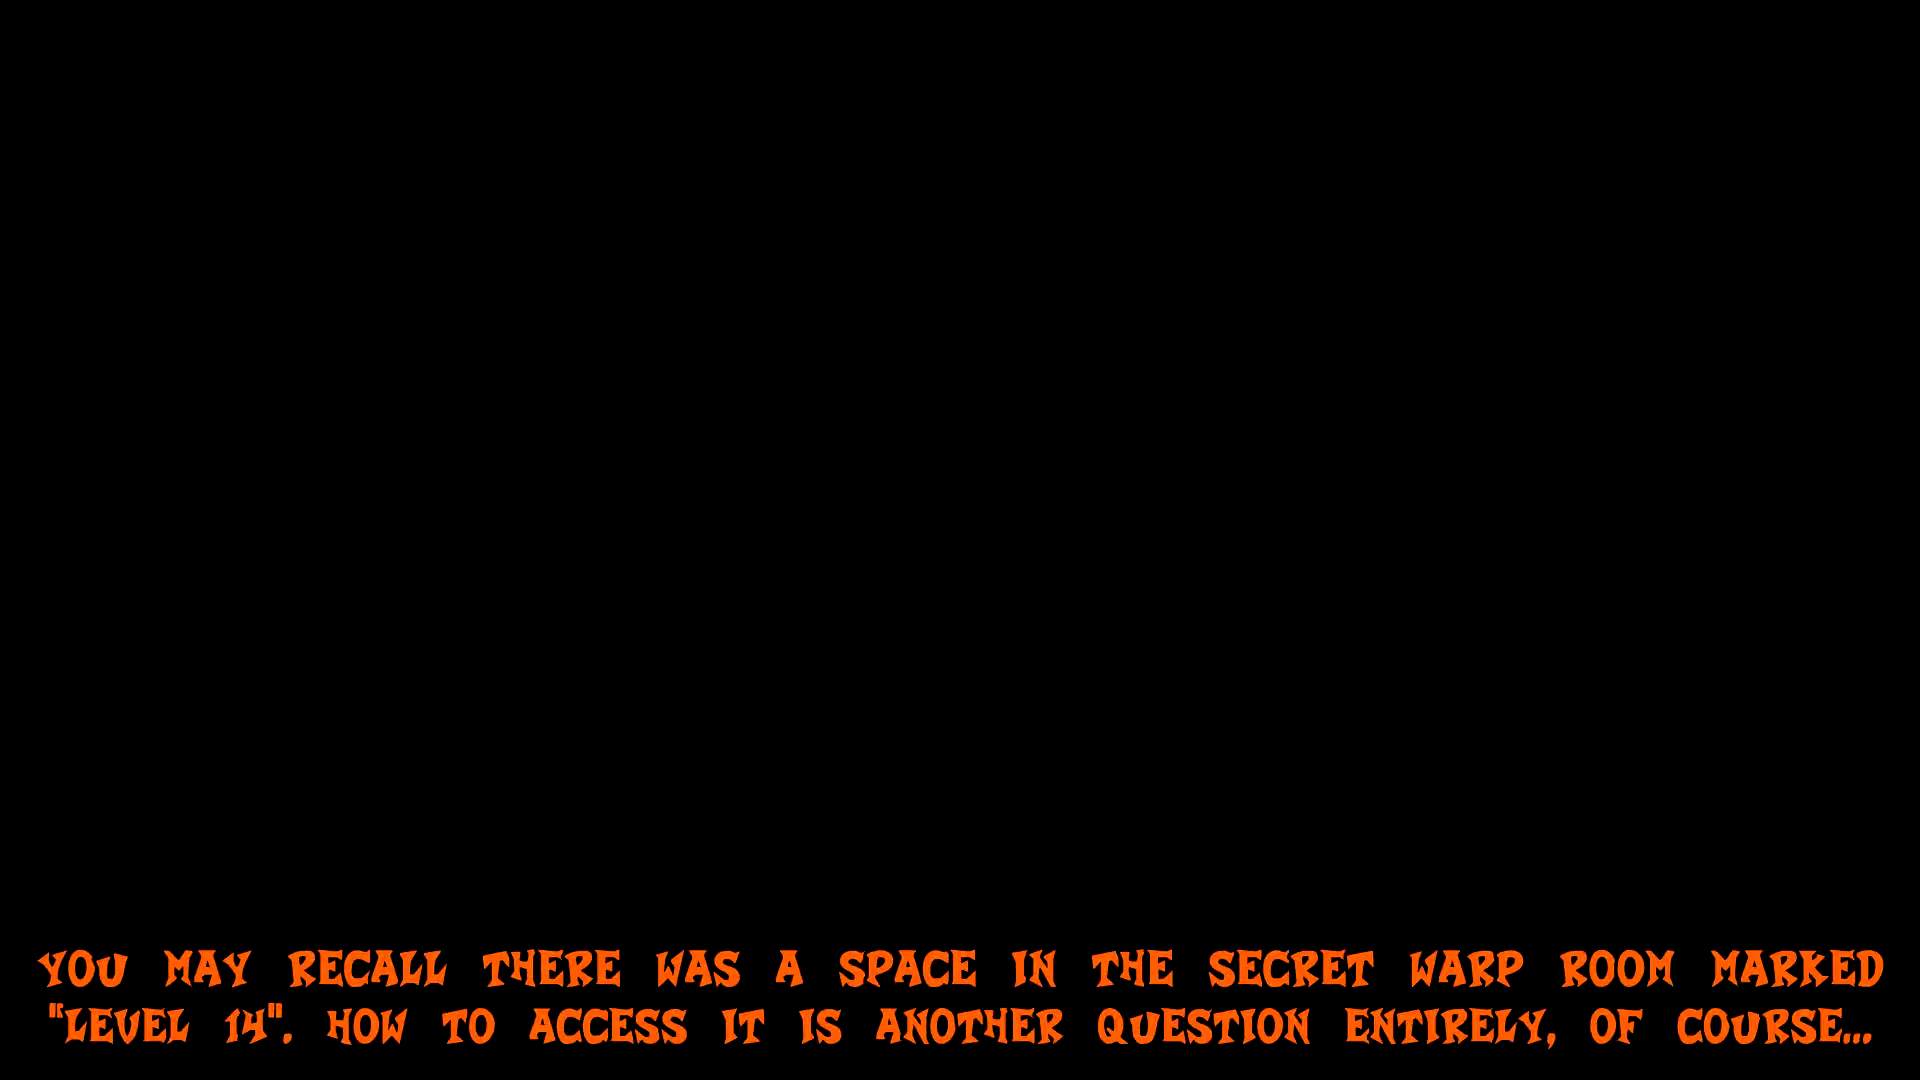 YOU MAY RECALL THERE WAS A SPACE IN THE SECRET WARP ROOM MARKED
"LEVEL 14". HOW TO ACCESS IT IS ANOTHER QUESTION ENTIRELY, OF COURSE...